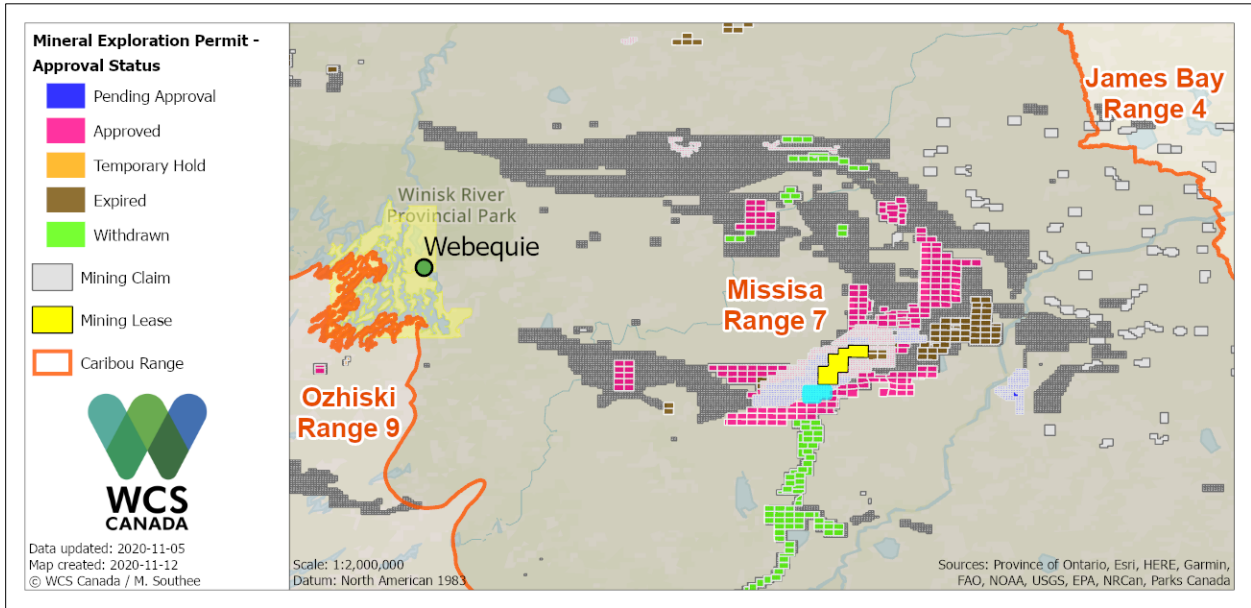 Mineral Exploration Permit -
Approval Status
Pending Approval
Approved
Temporary Hold
Expired
Withdrawn
Mining Claim
Mining Lease
Caribou Range
WCS
CANADA
Data updated: 2020-11-05
Map created: 2020-11-12
© WCS Canada / M. Southee
James Bay
Range 4
Winisk River
Provincial Park
Webequie
Missisa
Range 7
Ozhiski
Range 9
Scale: 1:2,000,000
Datum: North American 1983
Sources: Province of Ontario, Esri, HERE, Garmin,
FAO, NOAA, USGS, EPA, NRCan, Parks Canada